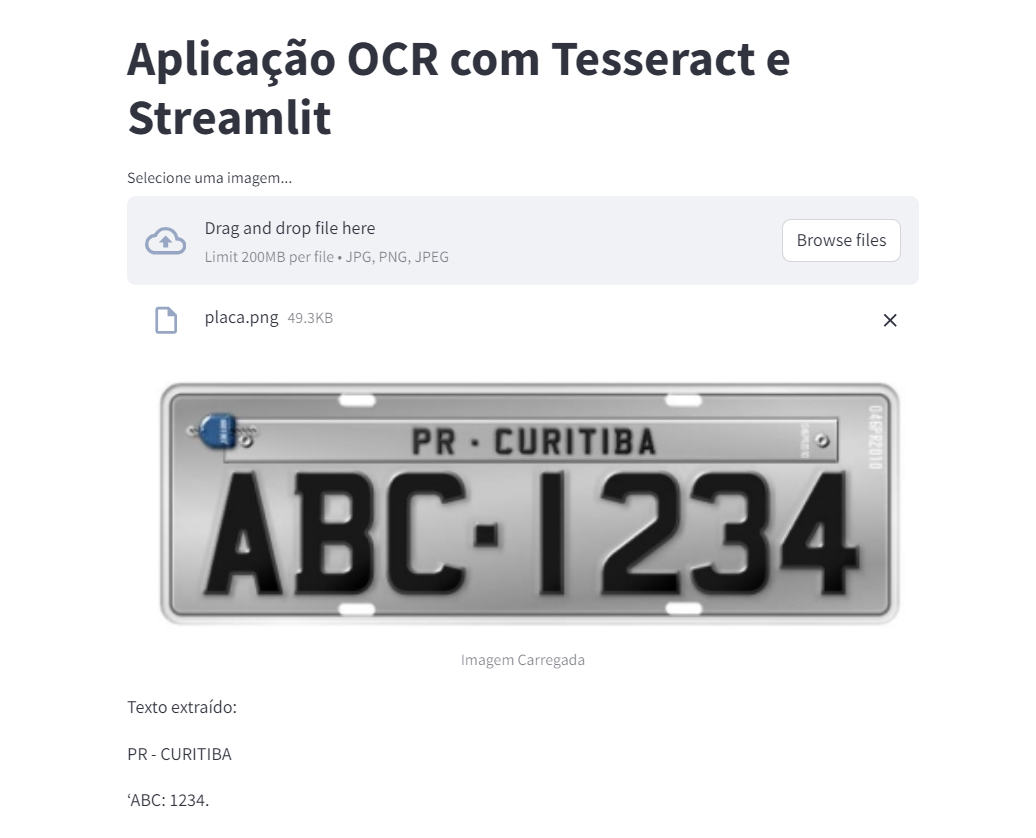 Aplicação OCR com Tesseract e
Streamlit
Selecione uma imagem...
Drag and drop file here
Limit 200MB per file • JPG, PNG, JPEG
Browse files
placa.png 49.3KB
PR · CURITIBA
ABC·1234
Imagem Carregada
Texto extraído:
PR - CURITIBA
‘ABC: 1234.